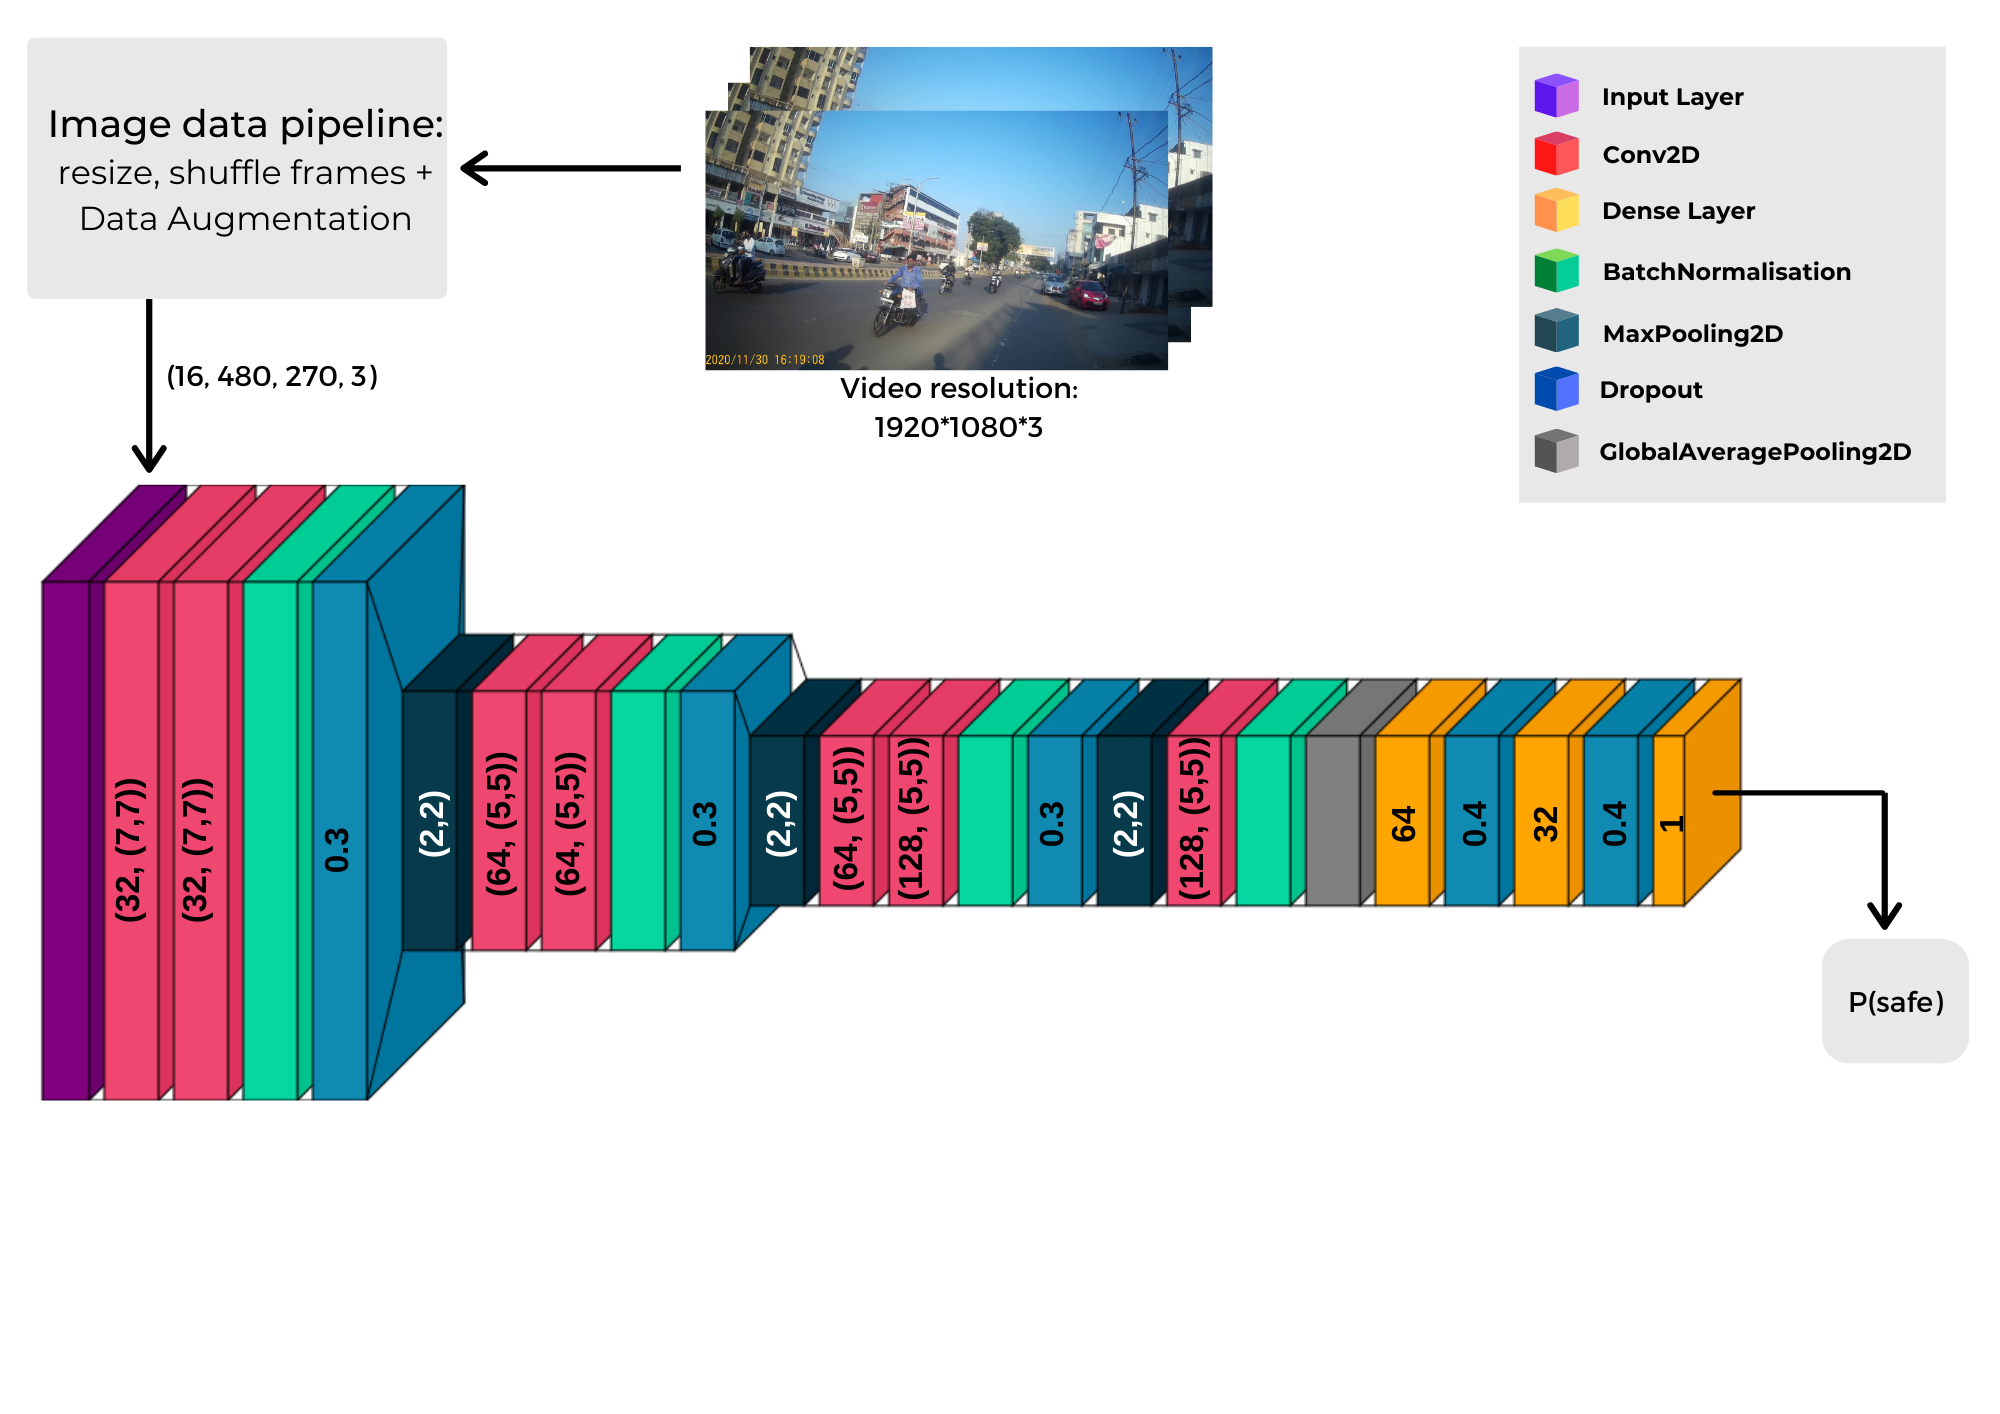 Image data pipeline:
resize, shuffle frames +
Data Augmentation
2020/11/30 16:19:08
Video resolution:
1920*1080*3
Input Layer
Conv2D
Dense Layer
BatchNormalisation
MaxPooling2D
Dropout
GlobalAveragePooling2D
(16, 480, 270, 3)
(32, (7,7))
(32, (7,7))
0.3
(2,2)
(64, (5,5))
(64, (5,5))
0.3
(2,2)
(64, (5,5))
(128, (5,5))
0.3
(2,2)
(128, (5,5))
64
0.4
32
0.4
1
P(safe)